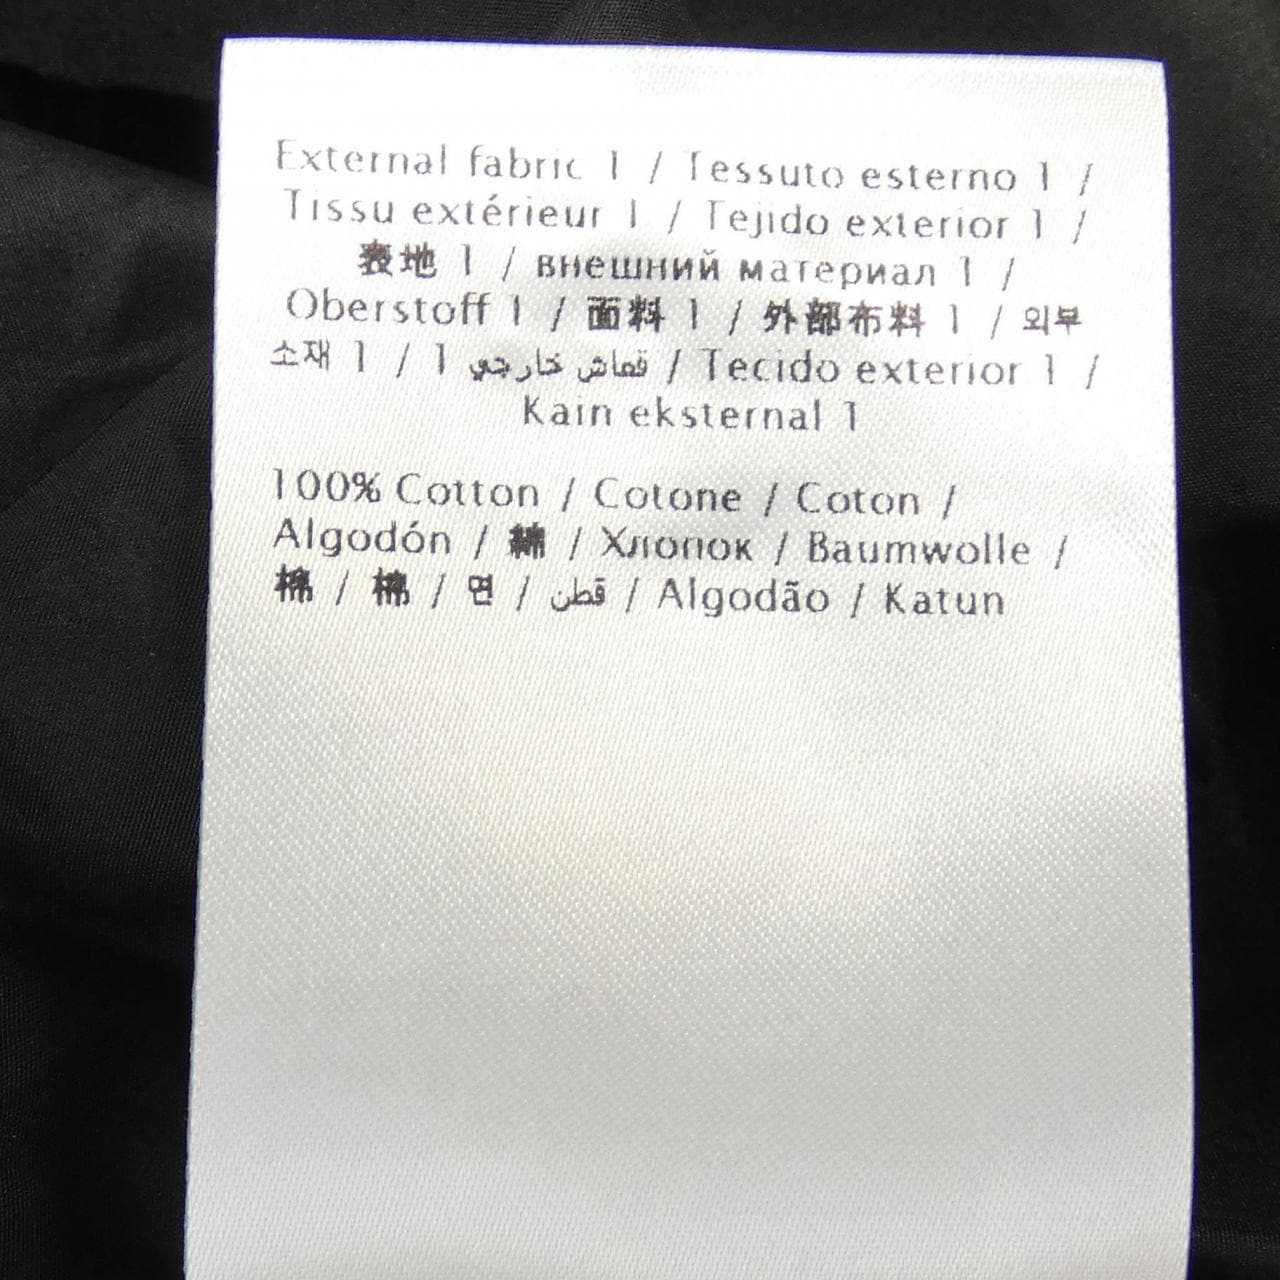 External fabric 1 / Tessuto esterno 1 /
Tissu extérieur 1 / Tejido exterior 1 /
表地 1 / внешний материал 1 /
Oberstoff 1 / 面料 1 / 外部布料 1 / 외부
소재 1 / 1 قماش خارجي / Tecido exterior 1 /
Kain eksternal 1
100% Cotton / Cotone / Coton /
Algodón / 綿 / Хлопок / Baumwolle /
棉 / 棉 / 면 / قطن / Algodão / Katun